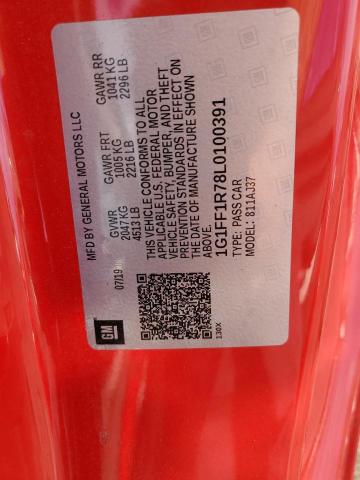 MFD BY GENERAL MOTORS LLC
07/19
GVWR
2047 KG
4513 LB
GAWR FRT
1005 KG
2216 LB
GAWR RR
1041 KG
2296 LB
THIS VEHICLE CONFORMS TO ALL
APPLICABLE U.S. FEDERAL MOTOR
VEHICLE SAFETY, BUMPER, AND THEFT
PREVENTION STANDARDS IN EFFECT ON
THE DATE OF MANUFACTURE SHOWN
1G1FF1R78L0100391
TYPE: PASS CAR
MODEL: 811AJ37
GM
130X